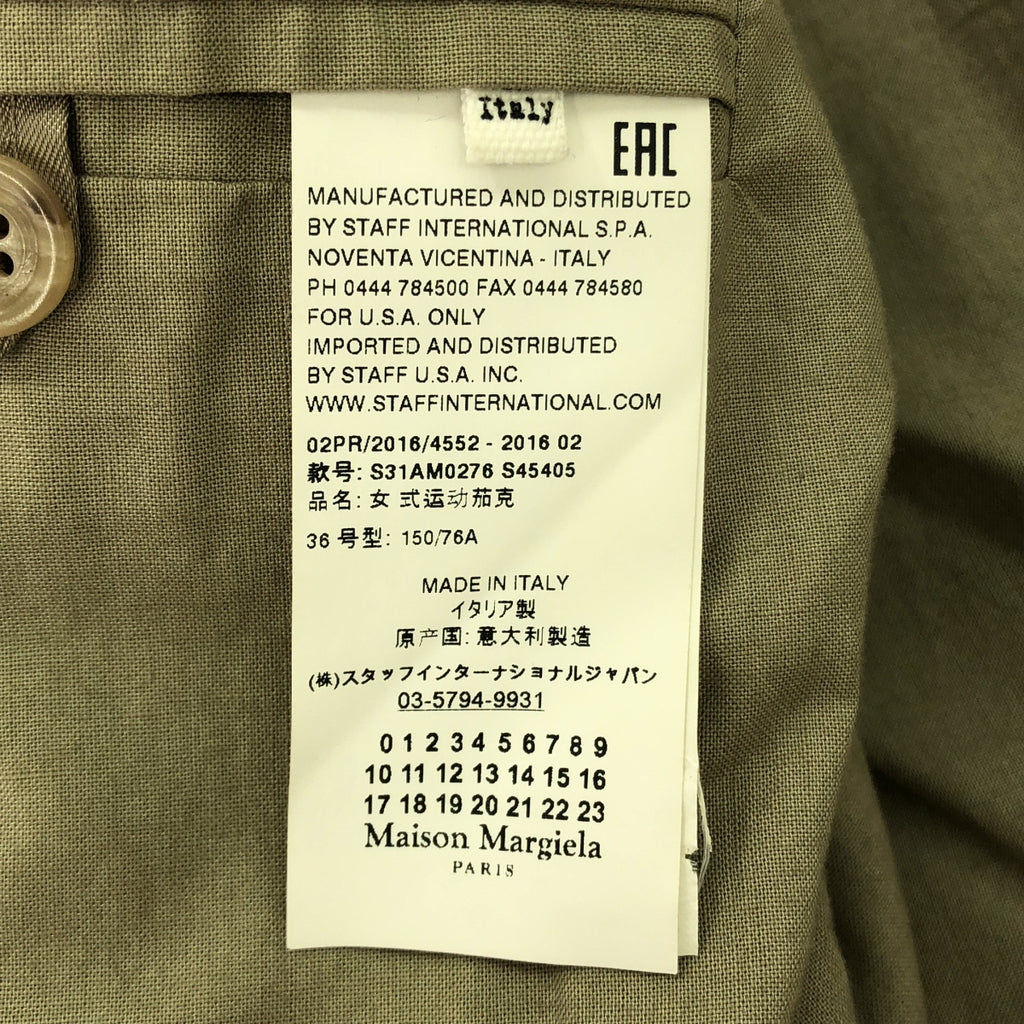 Italy
EAC
MANUFACTURED AND DISTRIBUTED
BY STAFF INTERNATIONAL S.P.A.
NOVENTA VICENTINA - ITALY
PH 0444 784500 FAX 0444 784580
FOR U.S.A. ONLY
IMPORTED AND DISTRIBUTED
BY STAFF U.S.A. INC.
WWW.STAFFINTERNATIONAL.COM
02PR/2016/4552 - 2016 02
款号: S31AM0276 S45405
品名: 女 式运动茄克
36 号型: 150/76A
MADE IN ITALY
イタリア製
原产国: 意大利製造
(株)スタッフインターナショナルジャパン
03-5794-9931
0 1 2 3 4 5 6 7 8 9
10 11 12 13 14 15 16
17 18 19 20 21 22 23
Maison Margiela
PARIS